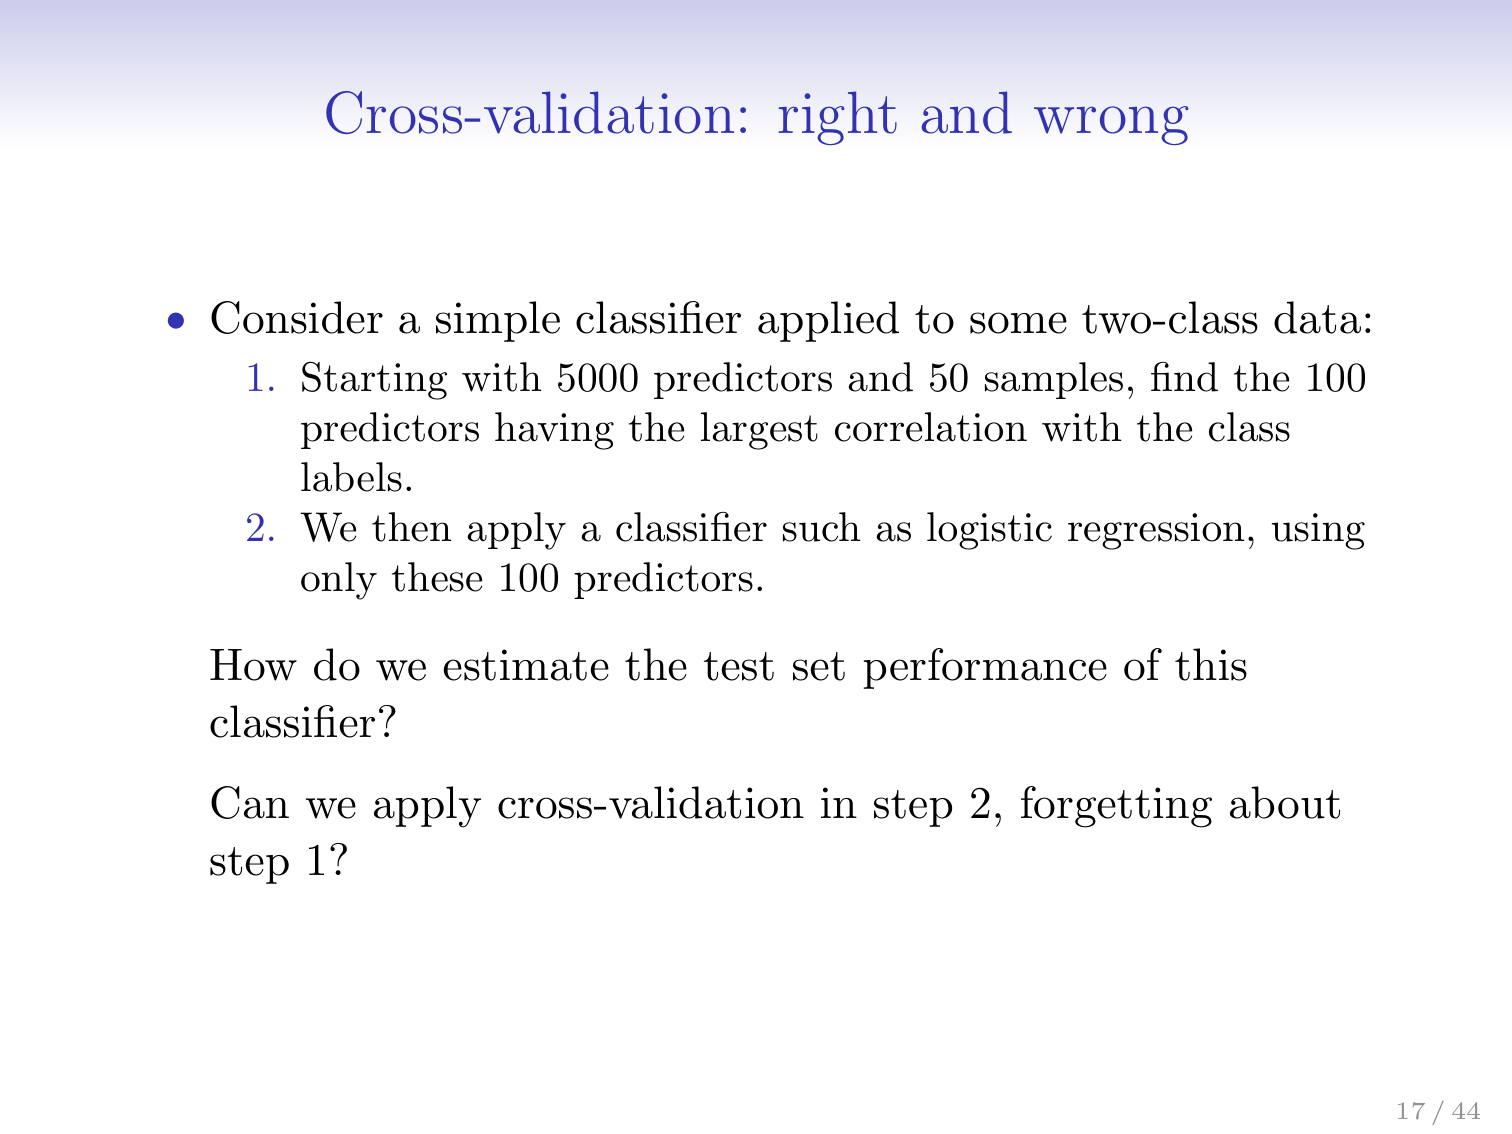 Cross-validation: right and wrong
• Consider a simple classifier applied to some two-class data:
1. Starting with 5000 predictors and 50 samples, find the 100
predictors having the largest correlation with the class
labels.
2. We then apply a classifier such as logistic regression, using
only these 100 predictors.
How do we estimate the test set performance of this
classifier?
Can we apply cross-validation in step 2, forgetting about
step 1?
17 / 44